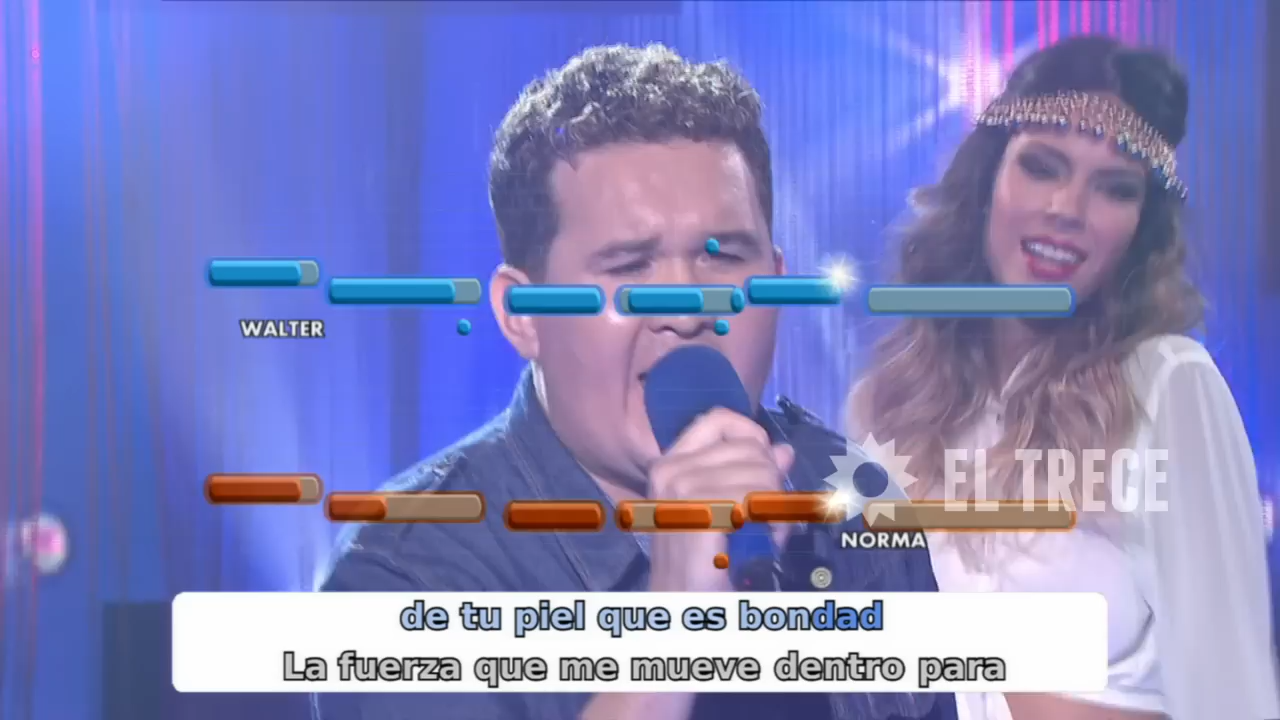 WALTER
EL TRECE
NORMA
de tu piel que es bondad
La fuerza que me mueve dentro para